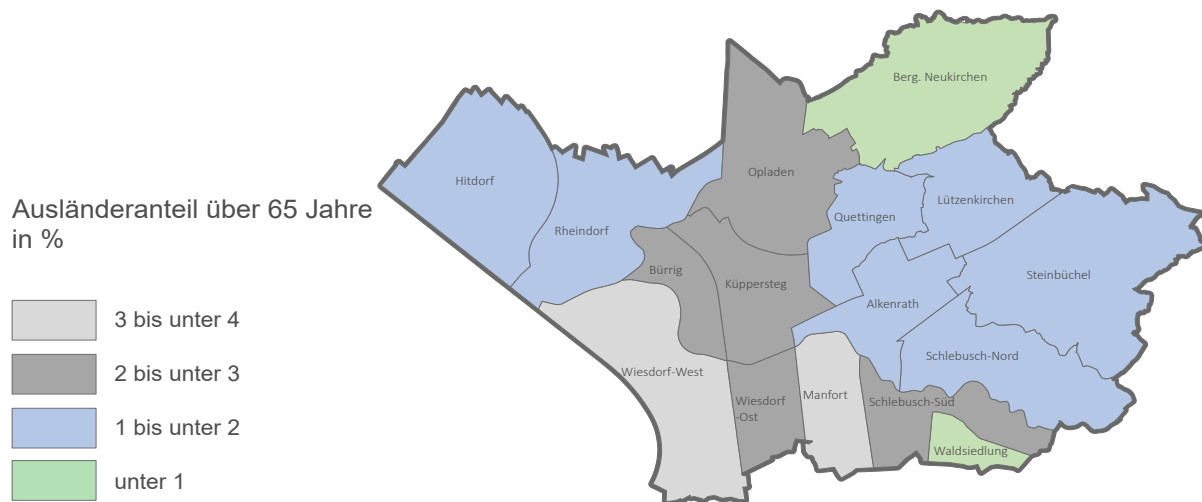 Ausländeranteil über 65 Jahre
in %
3 bis unter 4
2 bis unter 3
1 bis unter 2
unter 1
Berg. Neukirchen
Opladen
Hitdorf
Rheindorf
Lützenkirchen
Quettingen
Bürrig
Küppersteg
Steinbüchel
Alkenrath
Schlebusch-Nord
Wiesdorf-West
Wiesdorf
-Ost
Manfort
Schlebusch-Süd
Waldsiedlung